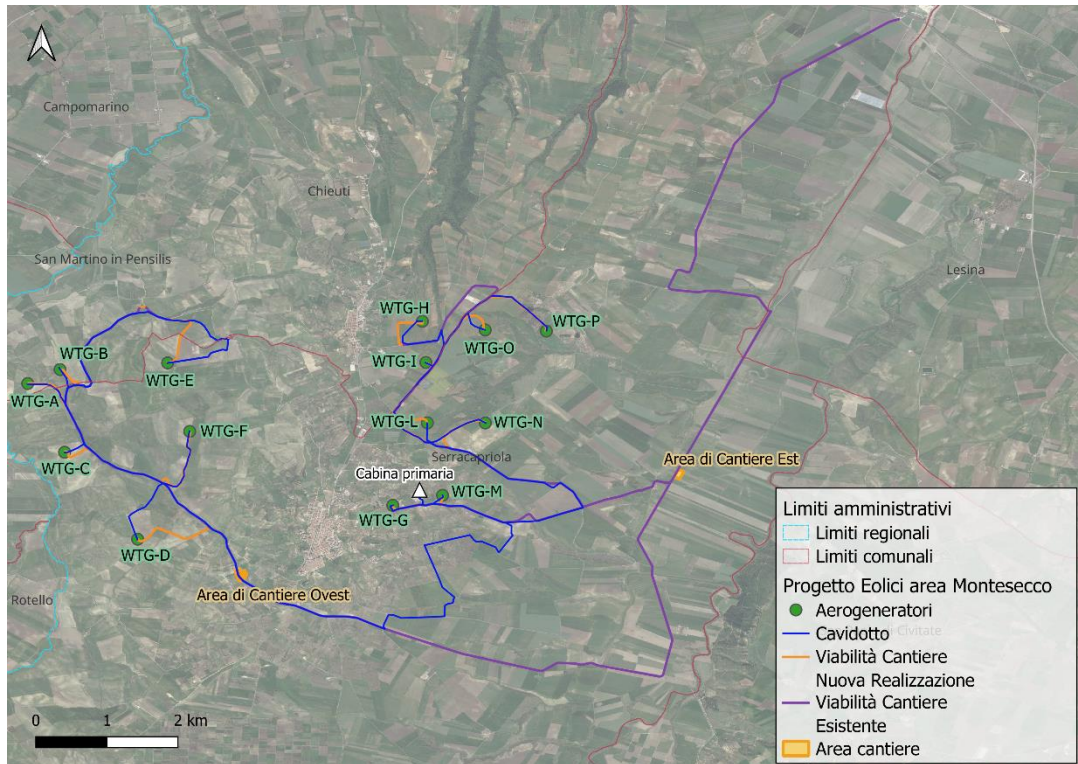 Campomarino
Chieuti
San Martino in Pensilis
Lesina
WTG-H
WTG-P
WTG-O
WTG-B
WTG-I
WTG-E
WTG-A
WTG-L
WTG-N
WTG-F
Serracapriola
WTG-C
Area di Cantiere Est
Cabina primaria
WTG-M
WTG-G
WTG-D
Area di Cantiere Ovest
Rotello
0 1 2 km
Limiti amministrativi
Limiti regionali
Limiti comunali
Progetto Eolici area Montesecco
Aerogeneratori
Cavidotto
Viabilità Cantiere
Nuova Realizzazione
Viabilità Cantiere
Esistente
Area cantiere